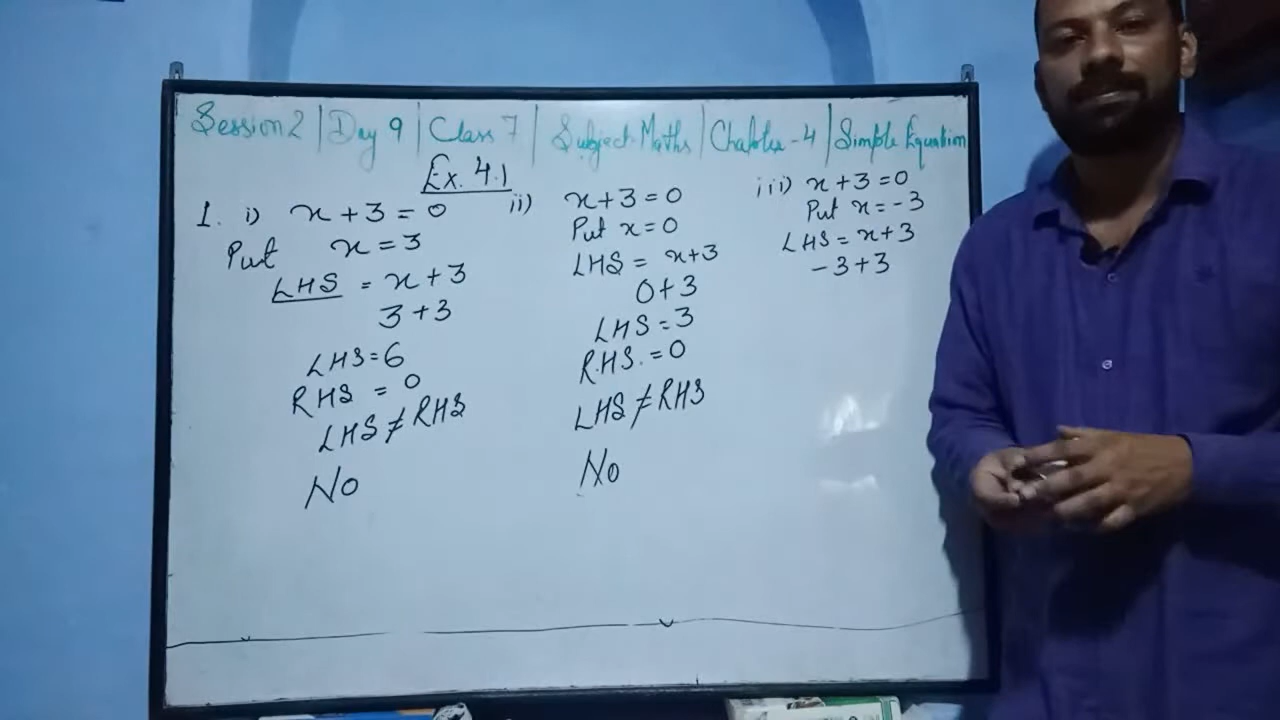 Session 2 | Day 9 | Class 7 | Subject-Maths | Chapter-4 | Simple Equation
Ex. 4.1
1. i) x + 3 = 0
Put x = 3
LHS = x + 3
3 + 3
LHS = 6
RHS = 0
LHS ≠ RHS
No
ii) x + 3 = 0
Put x = 0
LHS = x + 3
0 + 3
LHS = 3
R.H.S. = 0
LHS ≠ RHS
No
iii) x + 3 = 0
Put x = -3
LHS = x + 3
-3 + 3